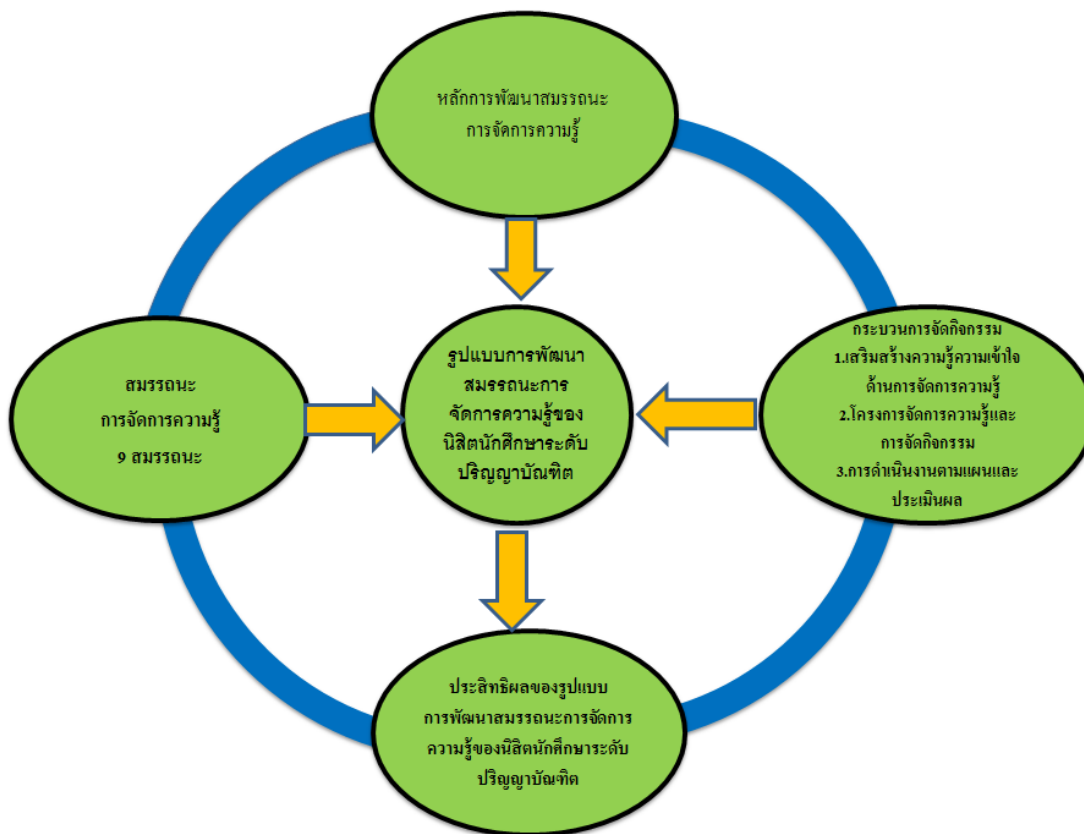 หลักการพัฒนาสมรรถนะ
การจัดการความรู้
สมรรถนะ
การจัดการความรู้
9 สมรรถนะ
รูปแบบการพัฒนา
สมรรถนะการ
จัดการความรู้ของ
นิสิตนักศึกษาระดับ
ปริญญาบัณฑิต
กระบวนการจัดกิจกรรม
1.เสริมสร้างความรู้ความเข้าใจ
ด้านการจัดการความรู้
2.โครงการจัดการความรู้และ
การจัดกิจกรรม
3.การดำเนินงานตามแผนและ
ประเมินผล
ประสิทธิผลของรูปแบบ
การพัฒนาสมรรถนะการจัดการ
ความรู้ของนิสิตนักศึกษาระดับ
ปริญญาบัณฑิต